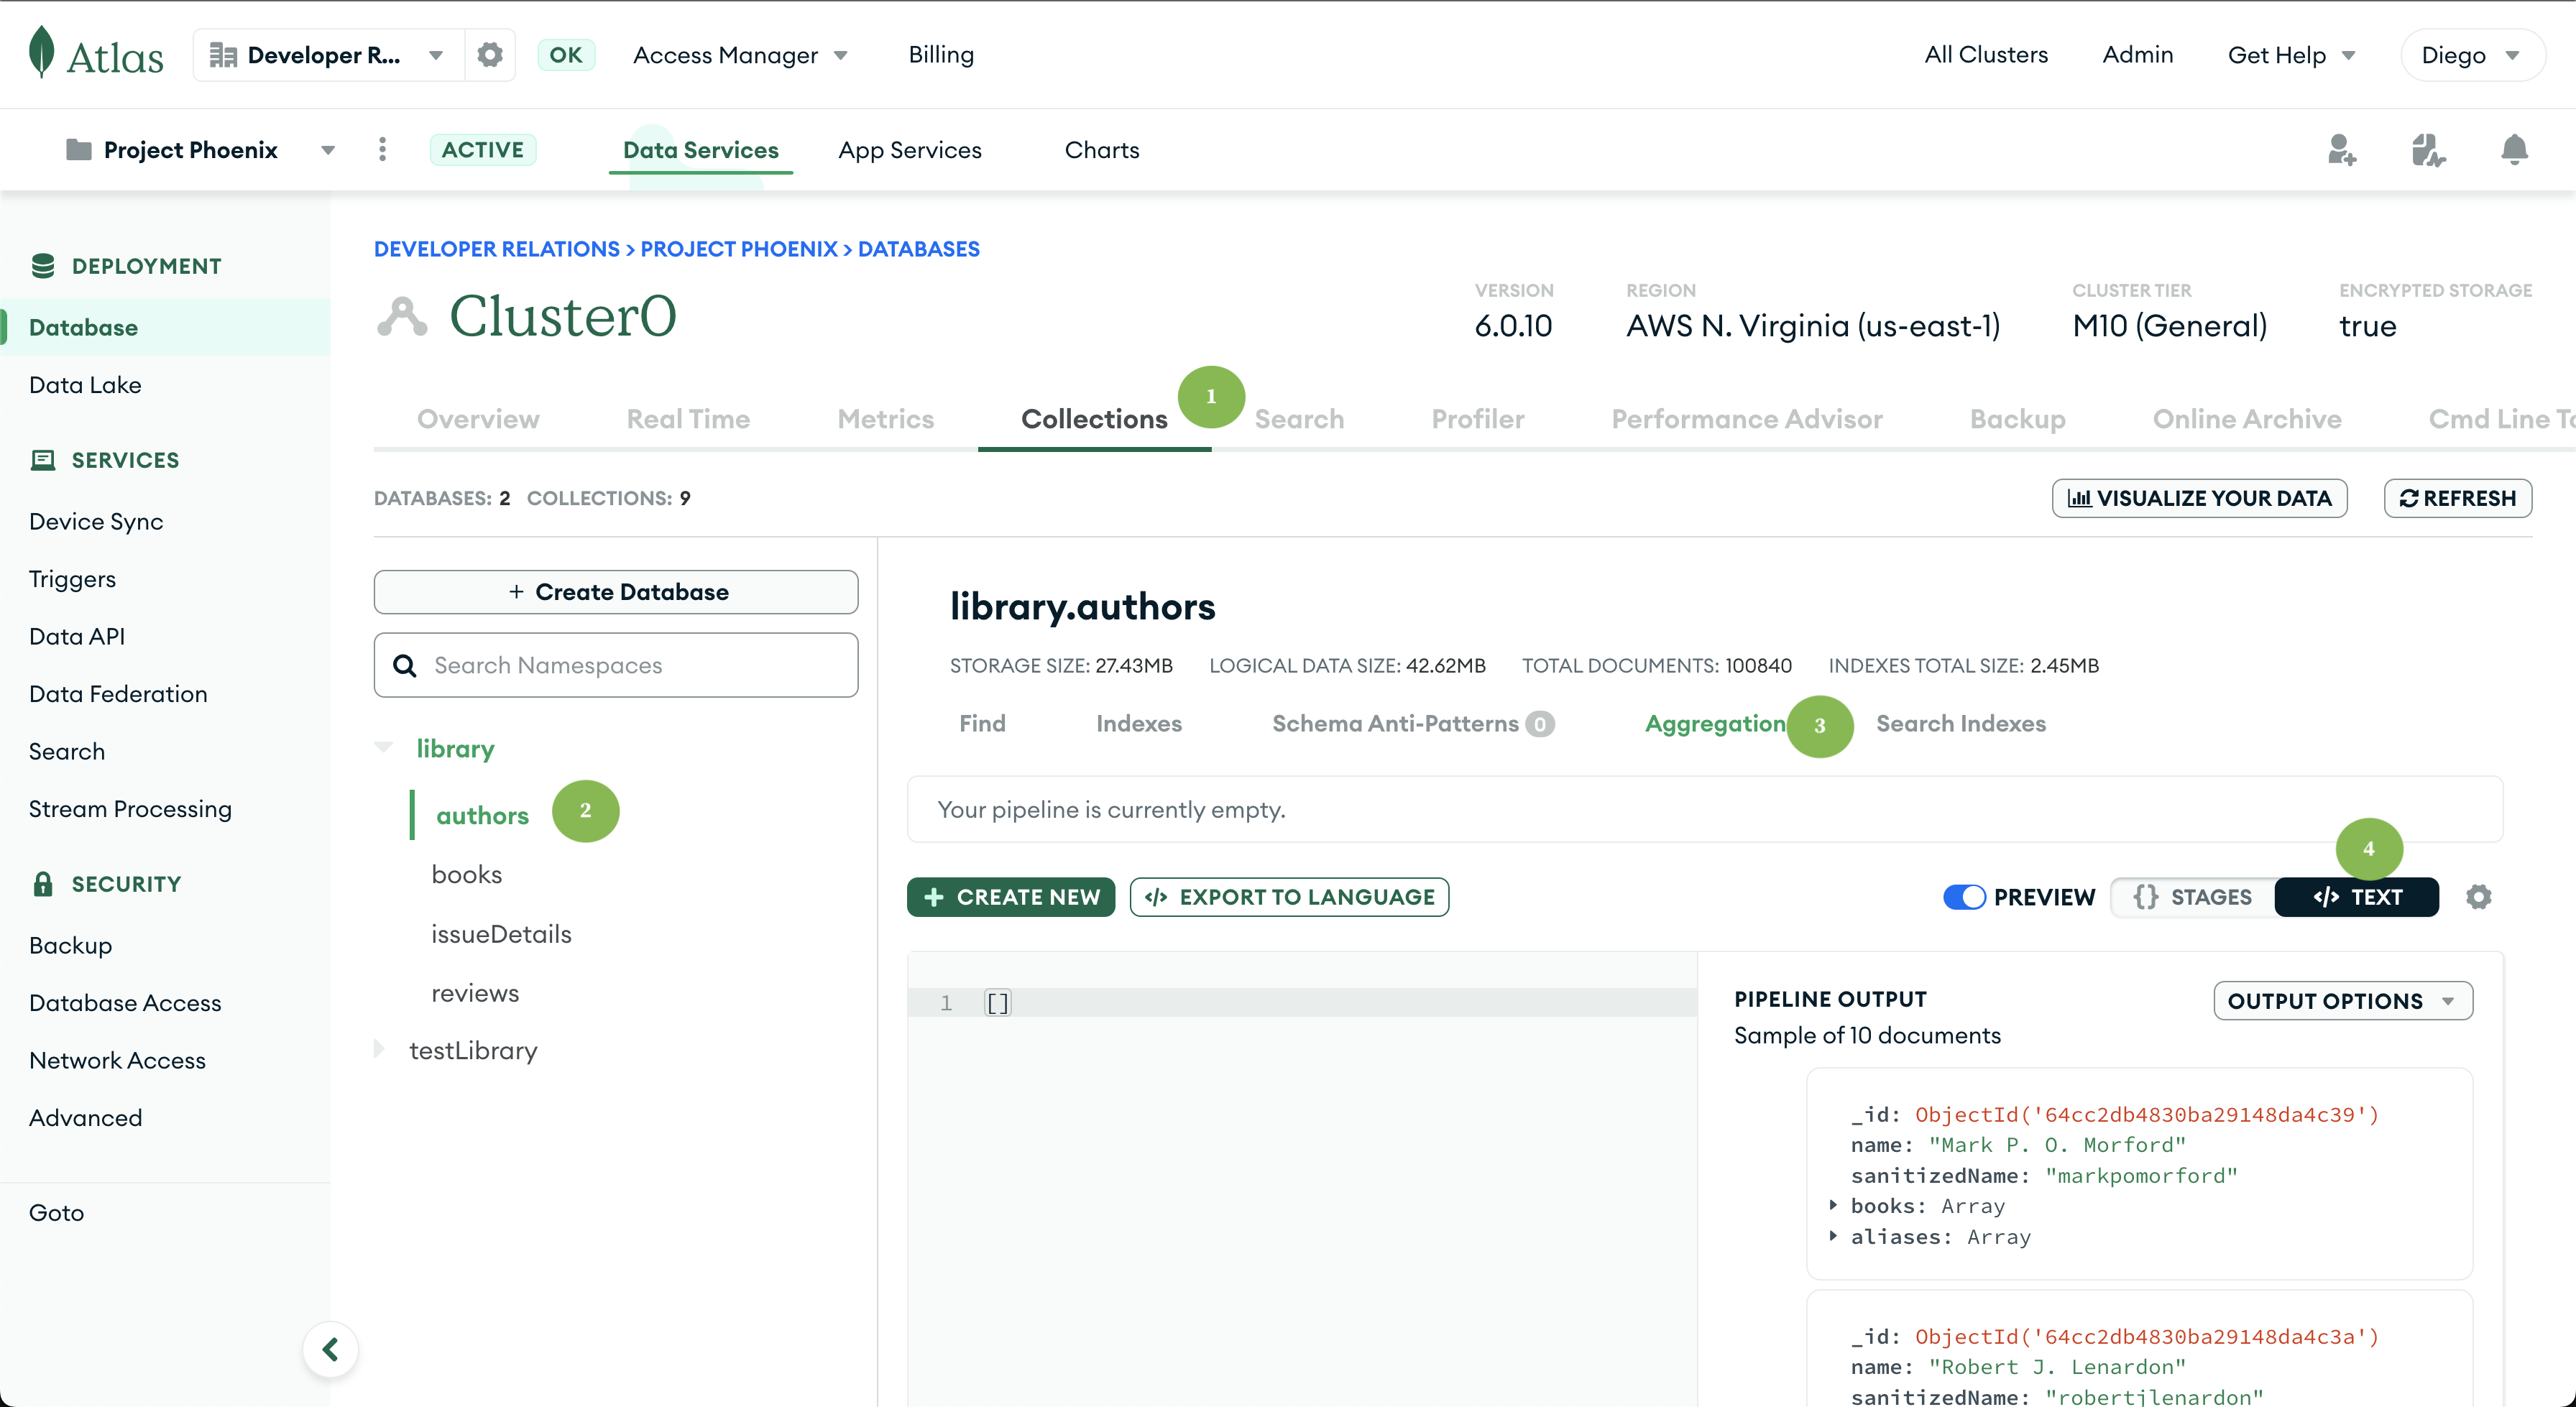 Atlas
Developer R...
OK
Access Manager
Billing
All Clusters
Admin
Get Help
Diego
Project Phoenix
ACTIVE
Data Services
App Services
Charts
DEPLOYMENT
Database
Data Lake
SERVICES
Device Sync
Triggers
Data API
Data Federation
Search
Stream Processing
SECURITY
Backup
Database Access
Network Access
Advanced
Goto
DEVELOPER RELATIONS > PROJECT PHOENIX > DATABASES
Cluster0
VERSION
6.0.10
REGION
AWS N. Virginia (us-east-1)
CLUSTER TIER
M10 (General)
ENCRYPTED STORAGE
true
Overview
Real Time
Metrics
Collections
1
Search
Profiler
Performance Advisor
Backup
Online Archive
Cmd Line To
DATABASES: 2 COLLECTIONS: 9
VISUALIZE YOUR DATA
REFRESH
+ Create Database
Search Namespaces
library
authors
2
books
issueDetails
reviews
testLibrary
library.authors
STORAGE SIZE: 27.43MB LOGICAL DATA SIZE: 42.62MB TOTAL DOCUMENTS: 100840 INDEXES TOTAL SIZE: 2.45MB
Find
Indexes
Schema Anti-Patterns 0
Aggregation
3
Search Indexes
Your pipeline is currently empty.
4
+ CREATE NEW
</> EXPORT TO LANGUAGE
PREVIEW
{} STAGES
</> TEXT
1 []
PIPELINE OUTPUT
OUTPUT OPTIONS
Sample of 10 documents
_id: ObjectId('64cc2db4830ba29148da4c39')
name: "Mark P. O. Morford"
sanitizedName: "markpomorford"
books: Array
aliases: Array
_id: ObjectId('64cc2db4830ba29148da4c3a')
name: "Robert J. Lenardon"
sanitizedName: "robertjlenardon"